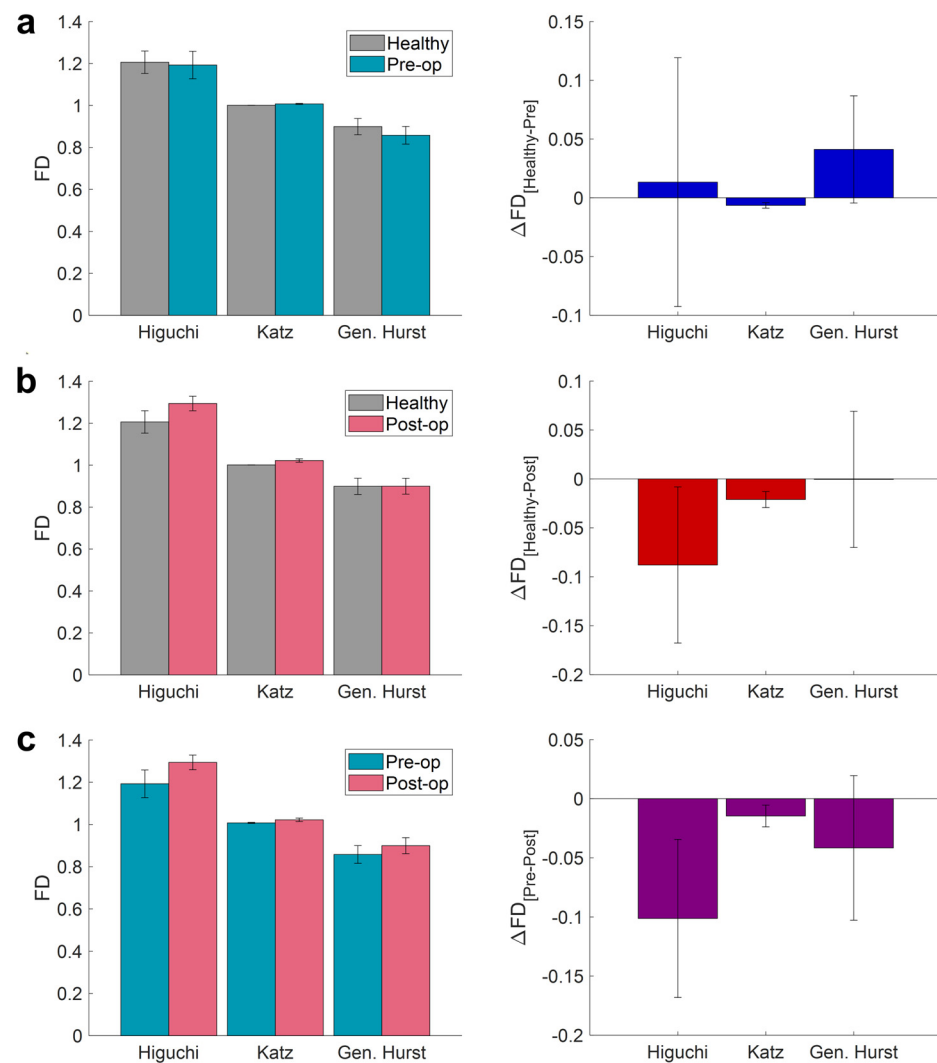 a
1.4
1.2
1
0.8
0.6
0.4
0.2
0
FD
Healthy
Pre-op
Higuchi Katz Gen. Hurst
0.15
0.1
0.05
0
-0.05
-0.1
ΔFD[Healthy-Pre]
Higuchi Katz Gen. Hurst
b
1.4
1.2
1
0.8
0.6
0.4
0.2
0
FD
Healthy
Post-op
Higuchi Katz Gen. Hurst
0.1
0.05
0
-0.05
-0.1
-0.15
-0.2
ΔFD[Healthy-Post]
Higuchi Katz Gen. Hurst
c
1.4
1.2
1
0.8
0.6
0.4
0.2
0
FD
Pre-op
Post-op
Higuchi Katz Gen. Hurst
0.05
0
-0.05
-0.1
-0.15
-0.2
ΔFD[Pre-Post]
Higuchi Katz Gen. Hurst